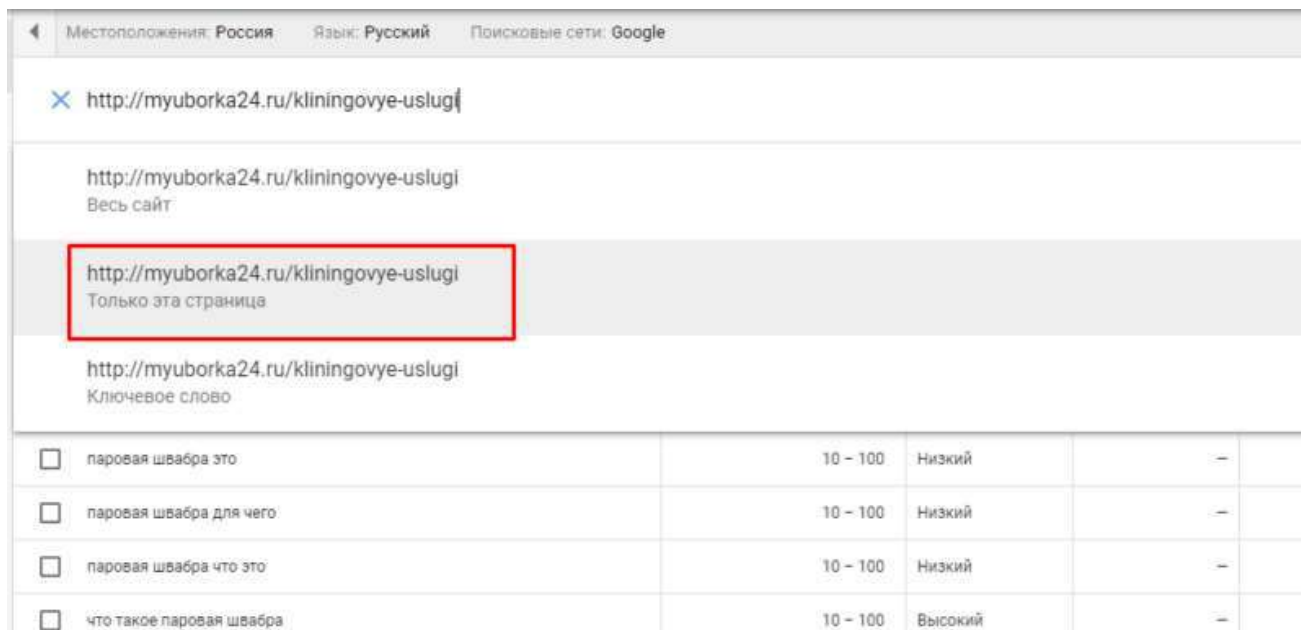 Местоположения: Россия Язык: Русский Поисковые сети: Google
http://myuborka24.ru/kliningovye-uslugi
http://myuborka24.ru/kliningovye-uslugi
Весь сайт
http://myuborka24.ru/kliningovye-uslugi
Только эта страница
http://myuborka24.ru/kliningovye-uslugi
Ключевое слово
паровая швабра это 10 – 100 Низкий –
паровая швабра для чего 10 – 100 Низкий –
паровая швабра что это 10 – 100 Низкий –
что такое паровая швабра 10 – 100 Высокий –